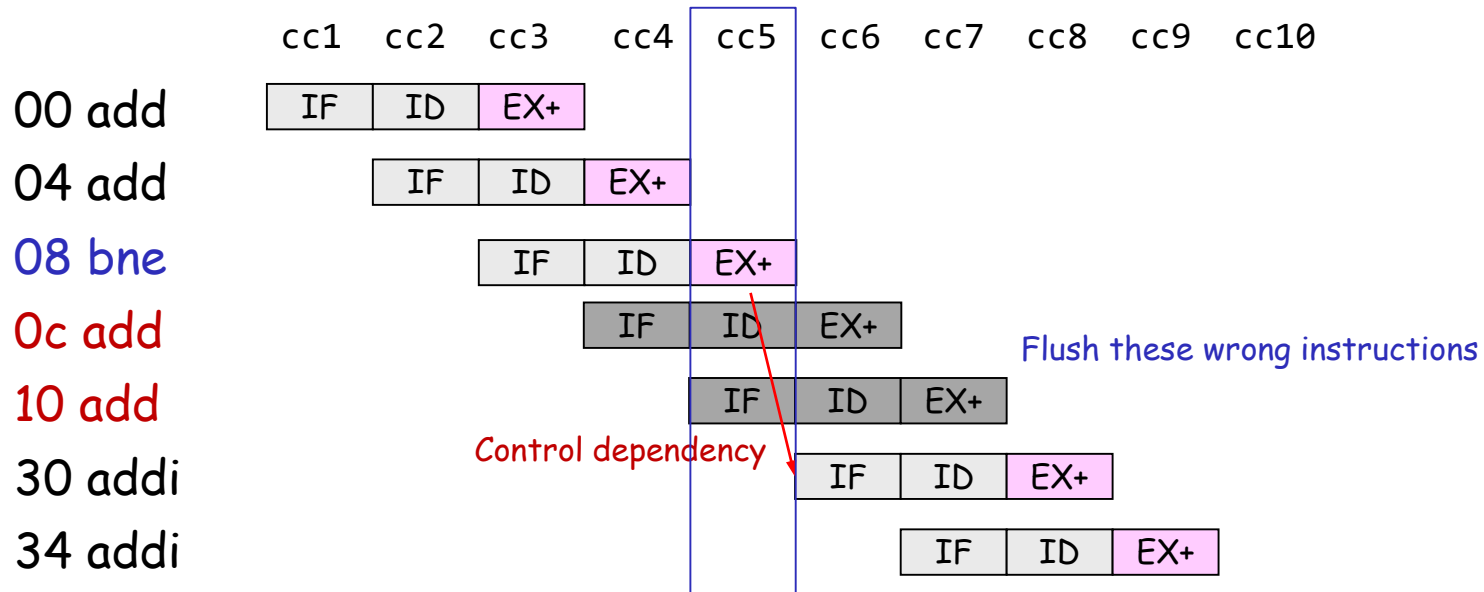 cc1 cc2 cc3 cc4 cc5 cc6 cc7 cc8 cc9 cc10
00 add IF ID EX+
04 add IF ID EX+
08 bne IF ID EX+
0c add IF ID EX+
Flush these wrong instructions
10 add IF ID EX+
Control dependency
30 addi IF ID EX+
34 addi IF ID EX+